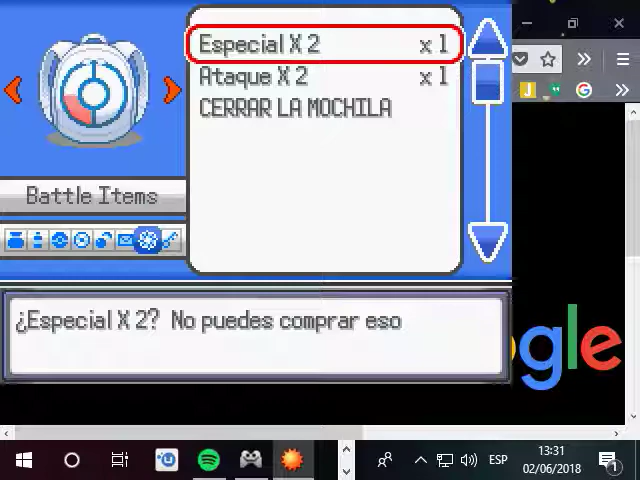 Especial X 2 x 1
Ataque X 2 x 1
CERRAR LA MOCHILA
Battle Items
¿Especial X 2? No puedes comprar eso
gle
ESP
13:31
02/06/2018
1